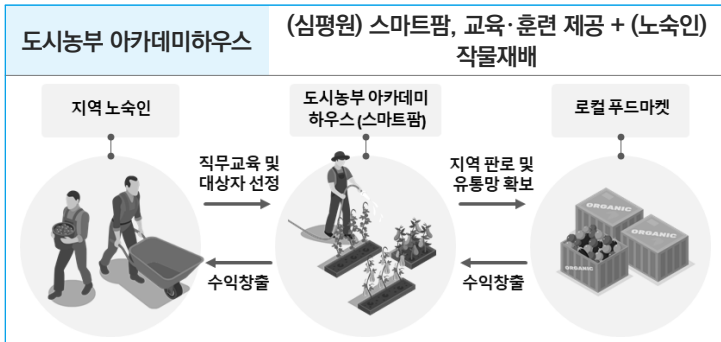 도시농부 아카데미하우스
(심평원) 스마트팜, 교육·훈련 제공 + (노숙인)
작물재배
지역 노숙인
도시농부 아카데미
하우스 (스마트팜)
로컬 푸드마켓
직무교육 및
대상자 선정
지역 판로 및
유통망 확보
수익창출
수익창출
ORGANIC
ORGANIC
ORGANIC